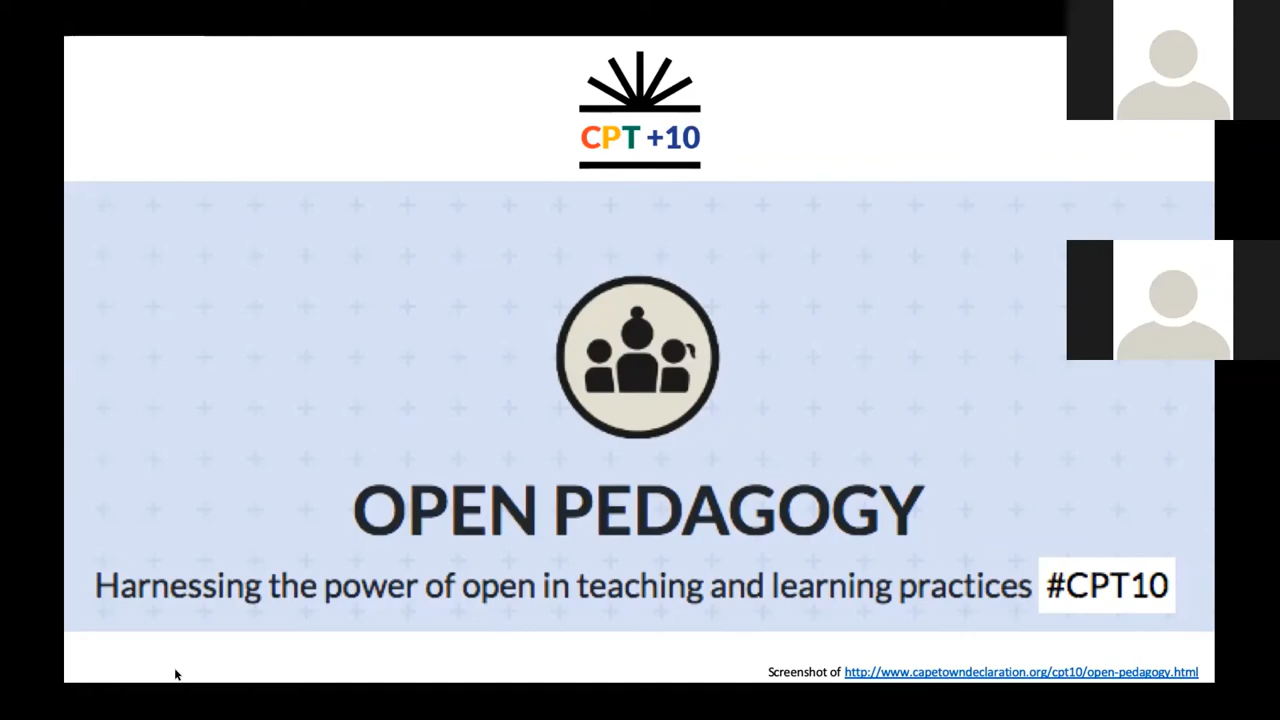 CPT +10
OPEN PEDAGOGY
Harnessing the power of open in teaching and learning practices #CPT10
Screenshot of http://www.capetowndeclaration.org/cpt10/open-pedagogy.html